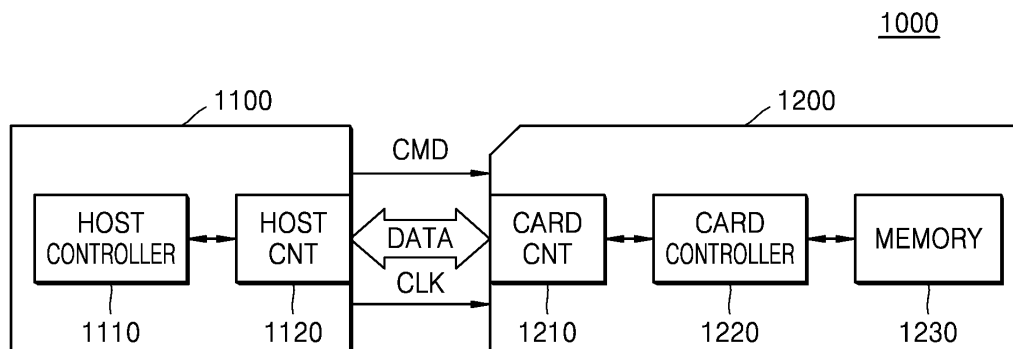 1000
1100
1200
CMD
HOST
CONTROLLER
HOST
CNT
DATA
CARD
CNT
CARD
CONTROLLER
MEMORY
CLK
1110
1120
1210
1220
1230